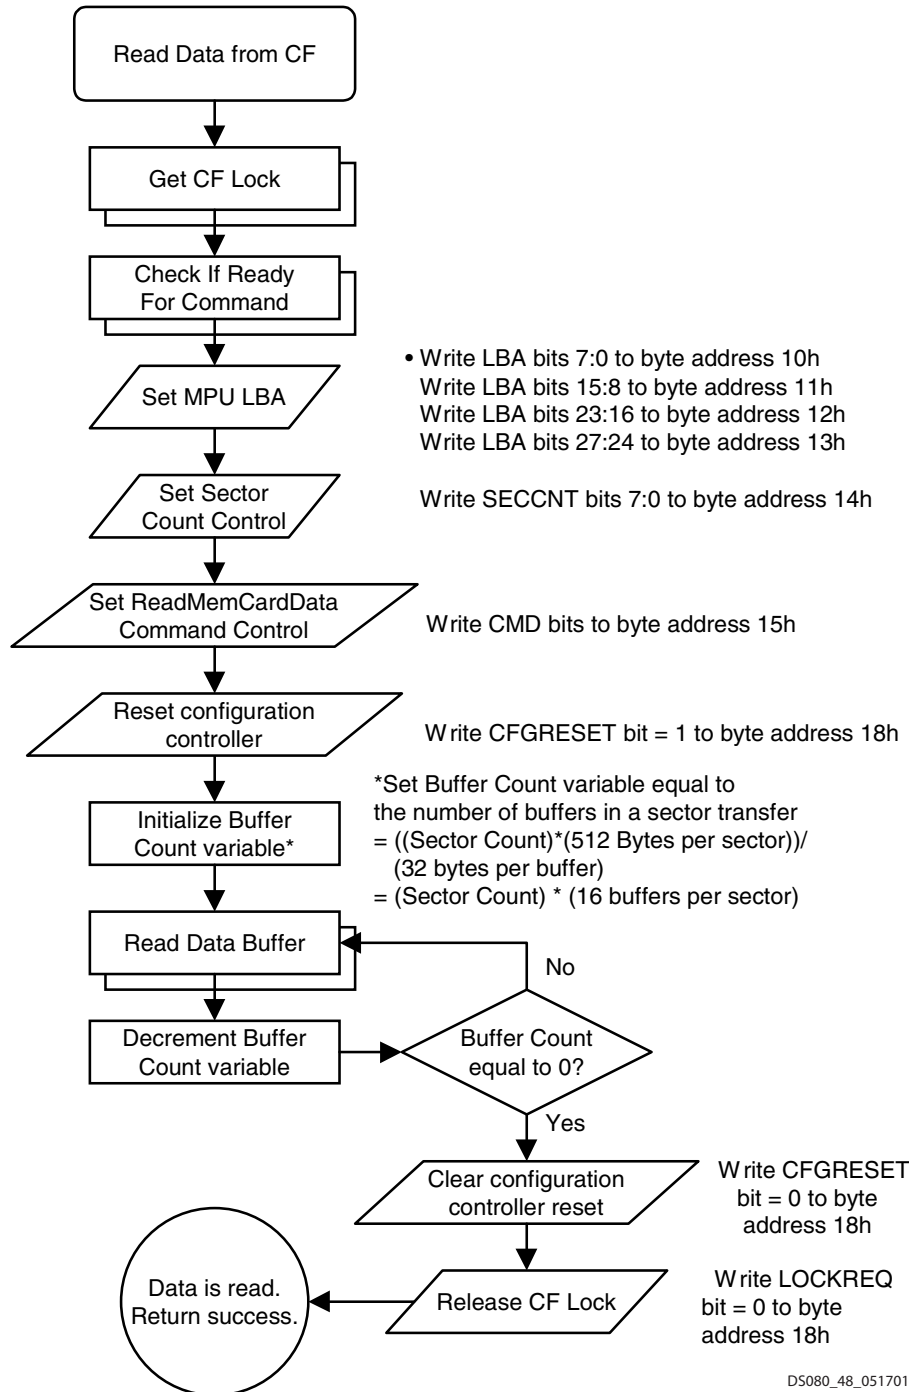 Read Data from CF
Get CF Lock
Check If Ready
For Command
Set MPU LBA
• Write LBA bits 7:0 to byte address 10h
Write LBA bits 15:8 to byte address 11h
Write LBA bits 23:16 to byte address 12h
Write LBA bits 27:24 to byte address 13h
Set Sector
Count Control
Write SECCNT bits 7:0 to byte address 14h
Set ReadMemCardData
Command Control
Write CMD bits to byte address 15h
Reset configuration
controller
Write CFGRESET bit = 1 to byte address 18h
Initialize Buffer
Count variable*
*Set Buffer Count variable equal to
the number of buffers in a sector transfer
= ((Sector Count)*(512 Bytes per sector))/
(32 bytes per buffer)
= (Sector Count) * (16 buffers per sector)
Read Data Buffer
No
Decrement Buffer
Count variable
Buffer Count
equal to 0?
Yes
Clear configuration
controller reset
Write CFGRESET
bit = 0 to byte
address 18h
Release CF Lock
Write LOCKREQ
bit = 0 to byte
address 18h
Data is read.
Return success.
DS080_48_051701